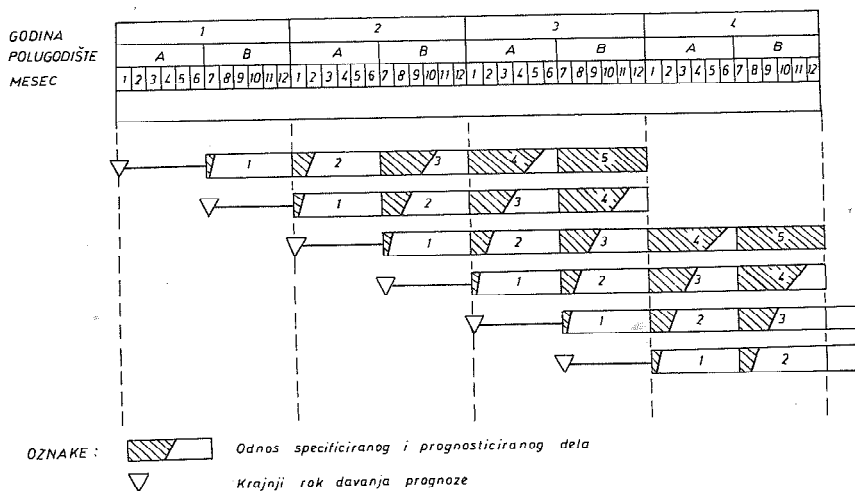 GODINA 1 2 3 4
POLUGODIŠTE A B A B A B A B
MESEC 1 2 3 4 5 6 7 8 9 10 11 12 1 2 3 4 5 6 7 8 9 10 11 12 1 2 3 4 5 6 7 8 9 10 11 12 1 2 3 4 5 6 7 8 9 10 11 12
1 2 3 4 5
1 2 3 4
1 2 3 4 5
1 2 3 4
1 2 3
1 2
OZNAKE : Odnos specificiranog i prognosticiranog dela
Krajnji rok davanja prognoze